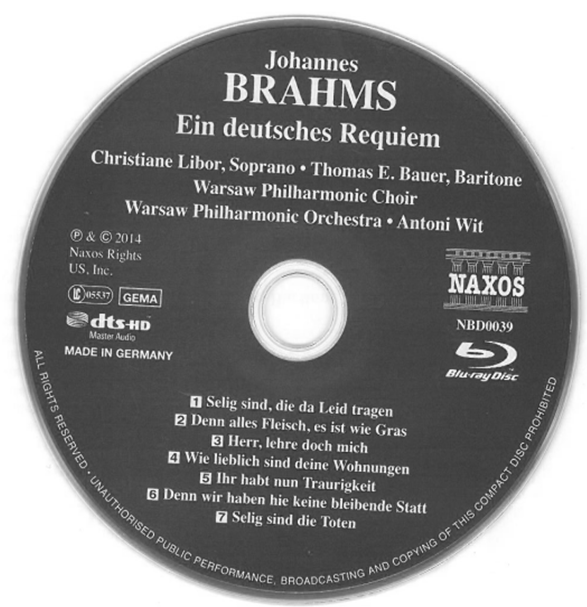 Johannes
BRAHMS
Ein deutsches Requiem
Christiane Libor, Soprano • Thomas E. Bauer, Baritone
Warsaw Philharmonic Choir
Warsaw Philharmonic Orchestra • Antoni Wit
℗ & © 2014
Naxos Rights
US, Inc.
LC 05537 GEMA
dts-HD
Master Audio
MADE IN GERMANY
NAXOS
NBD0039
Blu-ray Disc
1 Selig sind, die da Leid tragen
2 Denn alles Fleisch, es ist wie Gras
3 Herr, lehre doch mich
4 Wie lieblich sind deine Wohnungen
5 Ihr habt nun Traurigkeit
6 Denn wir haben hie keine bleibende Statt
7 Selig sind die Toten
ALL RIGHTS RESERVED • UNAUTHORISED PUBLIC PERFORMANCE, BROADCASTING AND COPYING OF THIS COMPACT DISC PROHIBITED